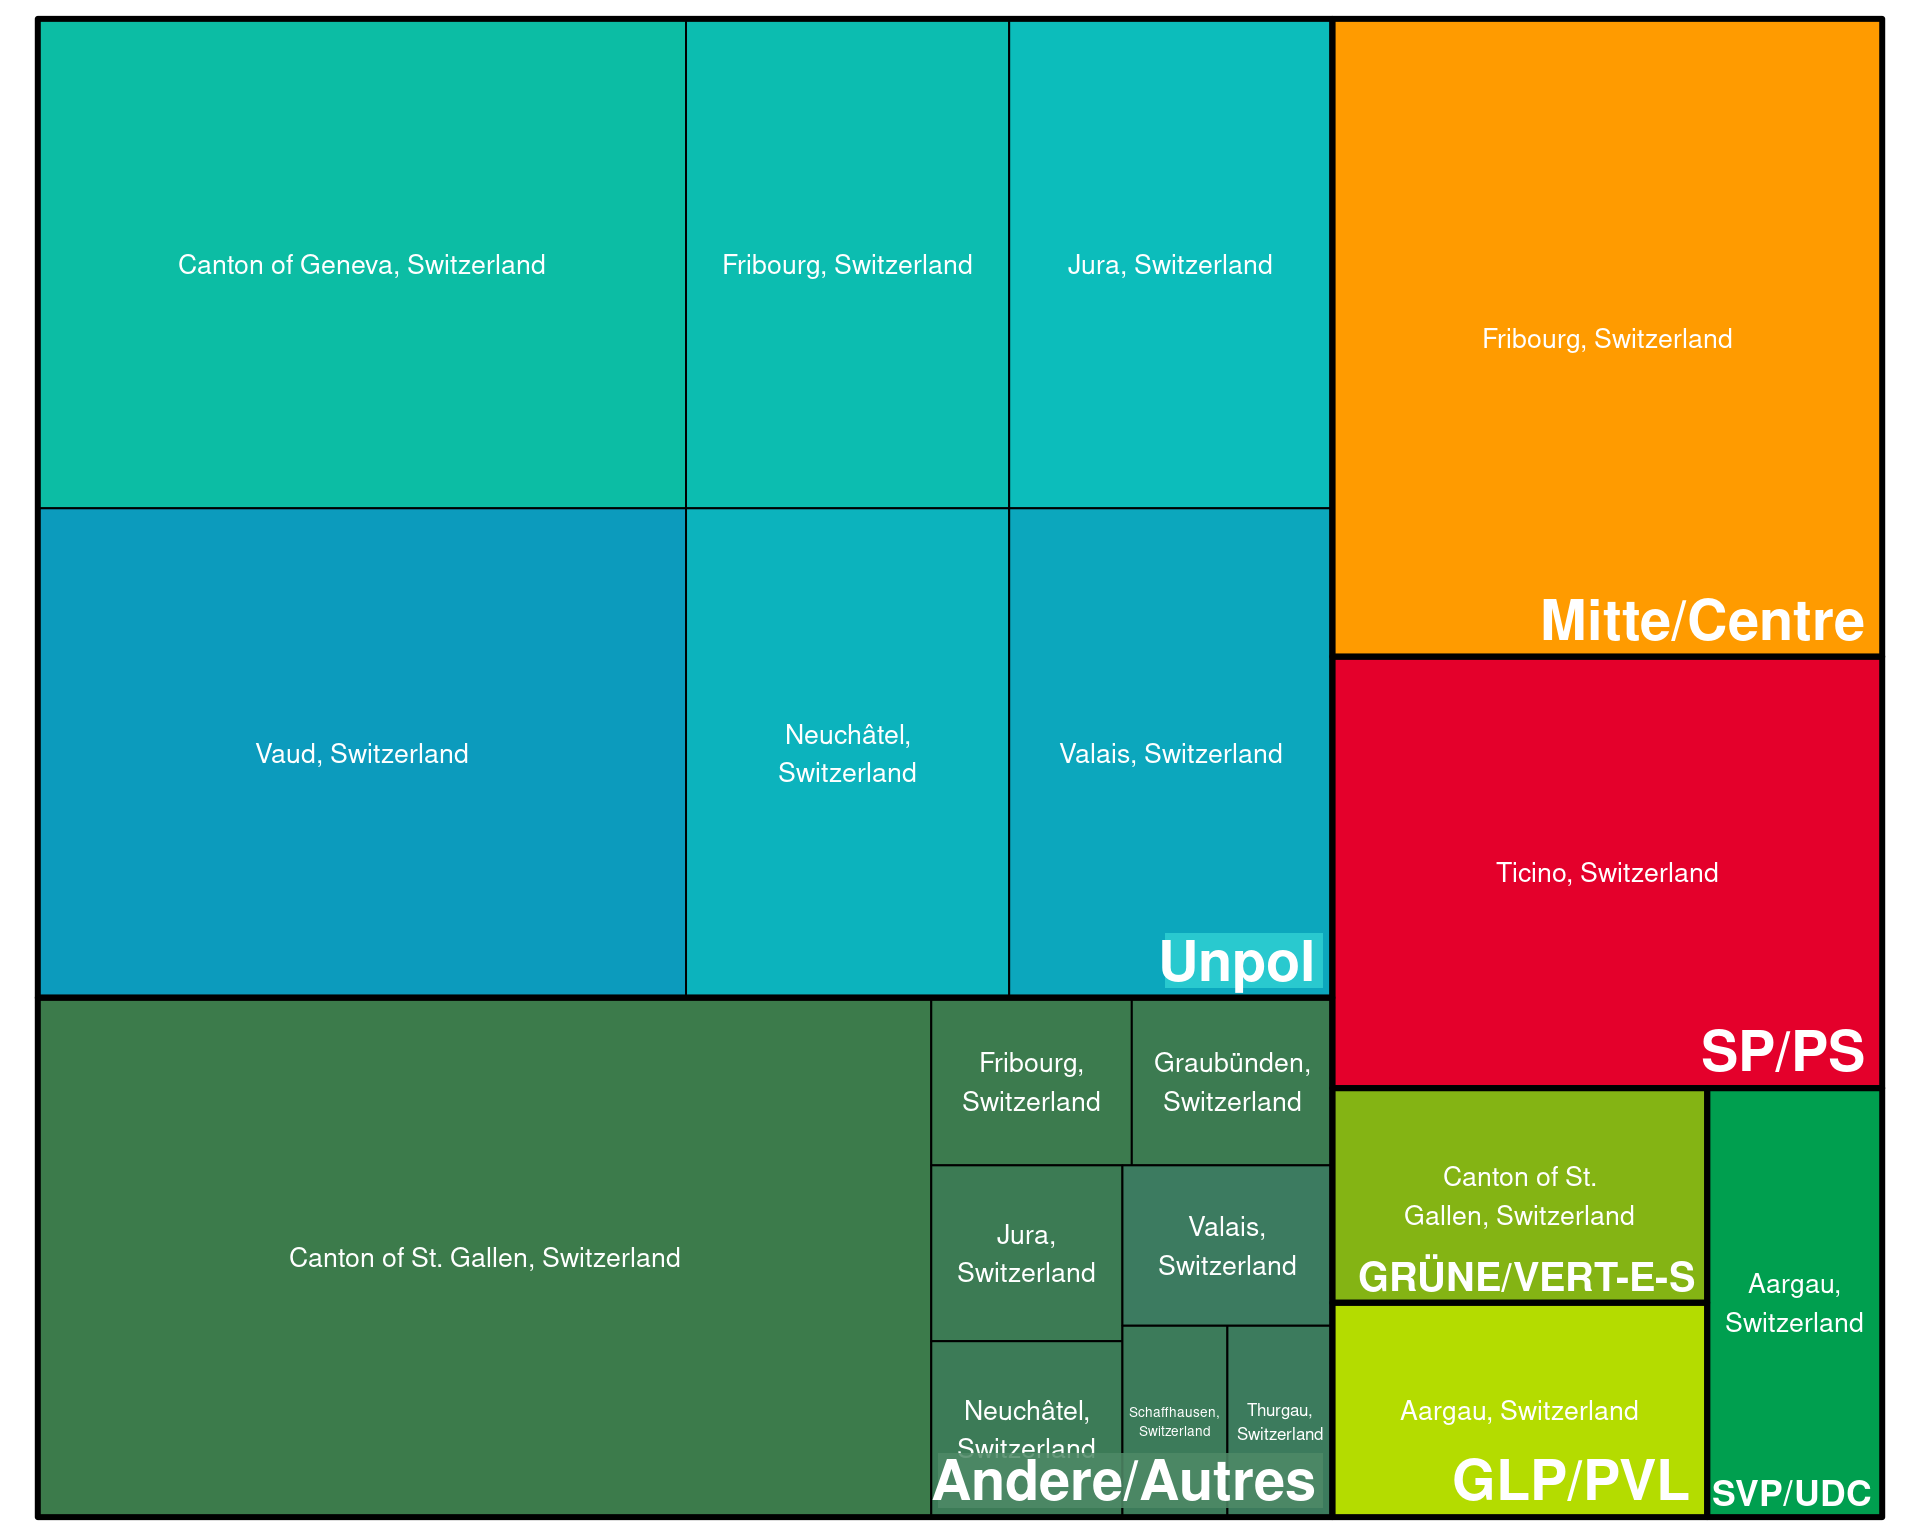 Canton of Geneva, Switzerland
Fribourg, Switzerland
Jura, Switzerland
Vaud, Switzerland
Neuchâtel,
Switzerland
Valais, Switzerland
Unpol
Fribourg, Switzerland
Mitte/Centre
Ticino, Switzerland
SP/PS
Canton of St. Gallen, Switzerland
Fribourg,
Switzerland
Graubünden,
Switzerland
Jura,
Switzerland
Valais,
Switzerland
Neuchâtel,
Switzerland
Schaffhausen,
Switzerland
Thurgau,
Switzerland
Andere/Autres
Canton of St.
Gallen, Switzerland
GRÜNE/VERT-E-S
Aargau, Switzerland
GLP/PVL
Aargau,
Switzerland
SVP/UDC